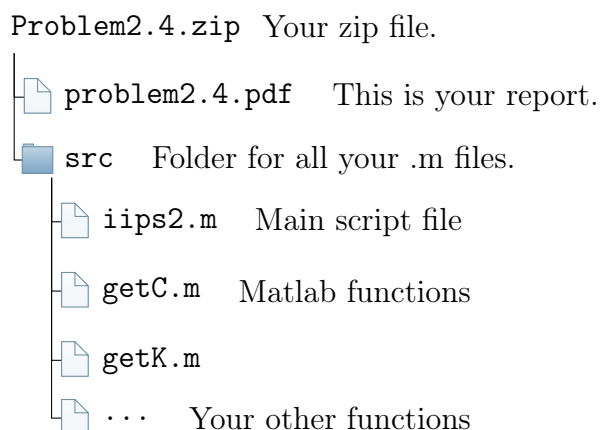 Problem2.4.zip Your zip file.
problem2.4.pdf This is your report.
src Folder for all your .m files.
iips2.m Main script file
getC.m Matlab functions
getK.m
... Your other functions